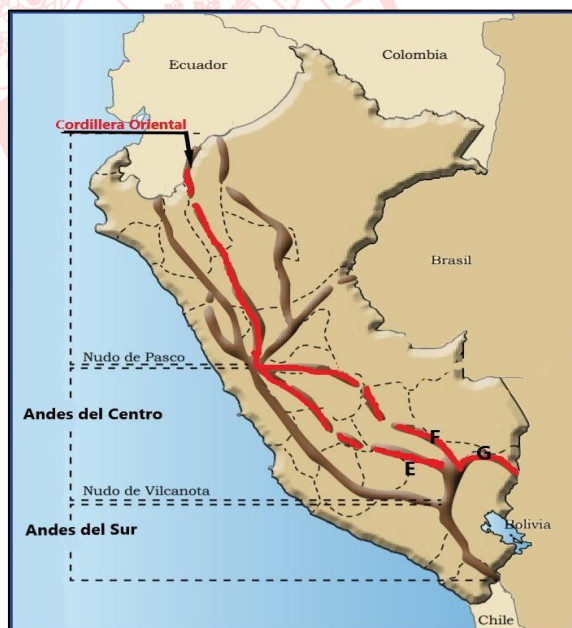 Ecuador
Colombia
Cordillera Oriental
Brasil
Nudo de Pasco
Andes del Centro
F
G
E
Nudo de Vilcanota
Andes del Sur
Bolivia
Chile